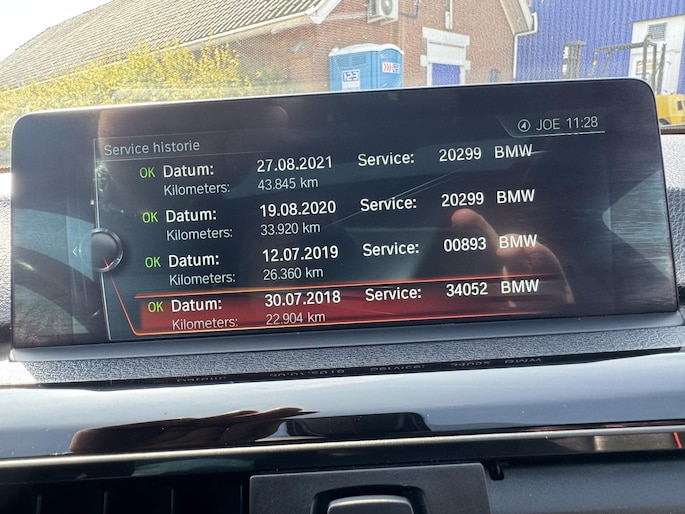 JOE 11:28
Service historie
OK Datum: 27.08.2021 Service: 20299 BMW
Kilometers: 43.845 km
OK Datum: 19.08.2020 Service: 20299 BMW
Kilometers: 33.920 km
OK Datum: 12.07.2019 Service: 00893 BMW
Kilometers: 26.360 km
OK Datum: 30.07.2018 Service: 34052 BMW
Kilometers: 22.904 km